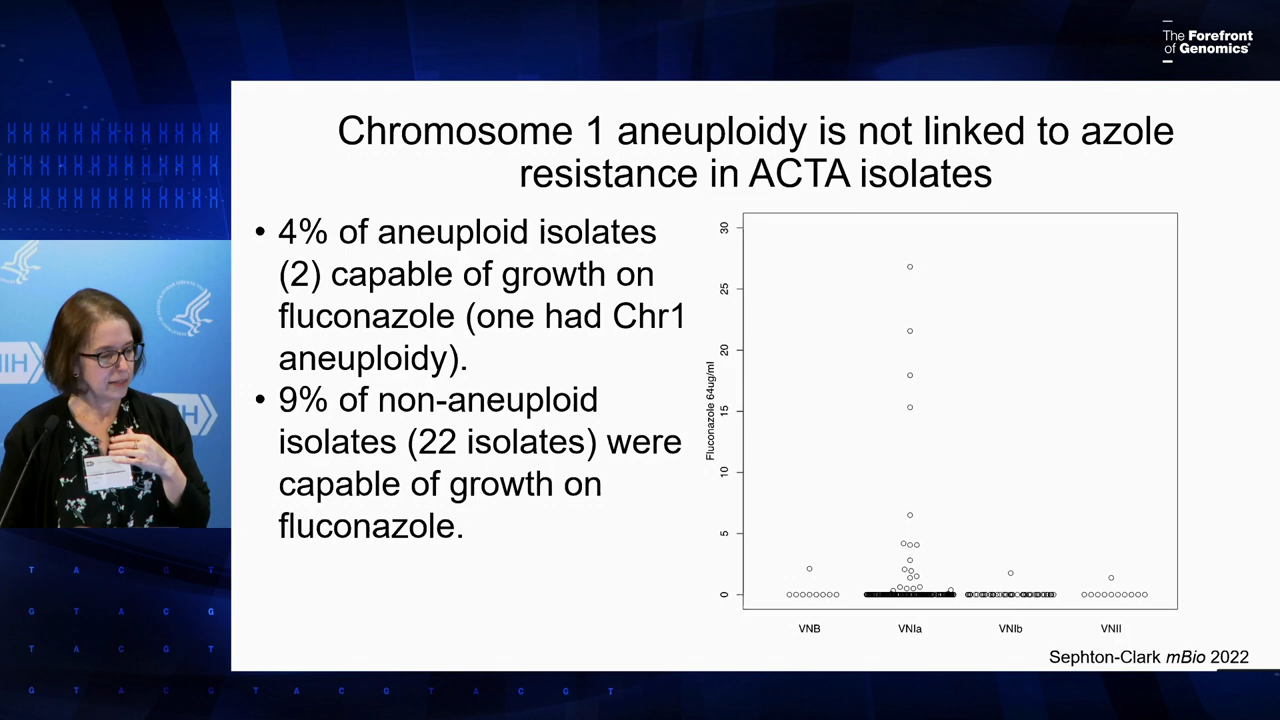 The Forefront
of Genomics®
Chromosome 1 aneuploidy is not linked to azole
resistance in ACTA isolates
• 4% of aneuploid isolates
(2) capable of growth on
fluconazole (one had Chr1
aneuploidy).
• 9% of non-aneuploid
isolates (22 isolates) were
capable of growth on
fluconazole.
Fluconazole 64ug/ml
30
25
20
15
10
5
0
VNB VNIa VNIb VNII
Sephton-Clark mBio 2022
NIH
T A C G T
G T A C G
T A C G T
G T A C G T A C G T A C G T